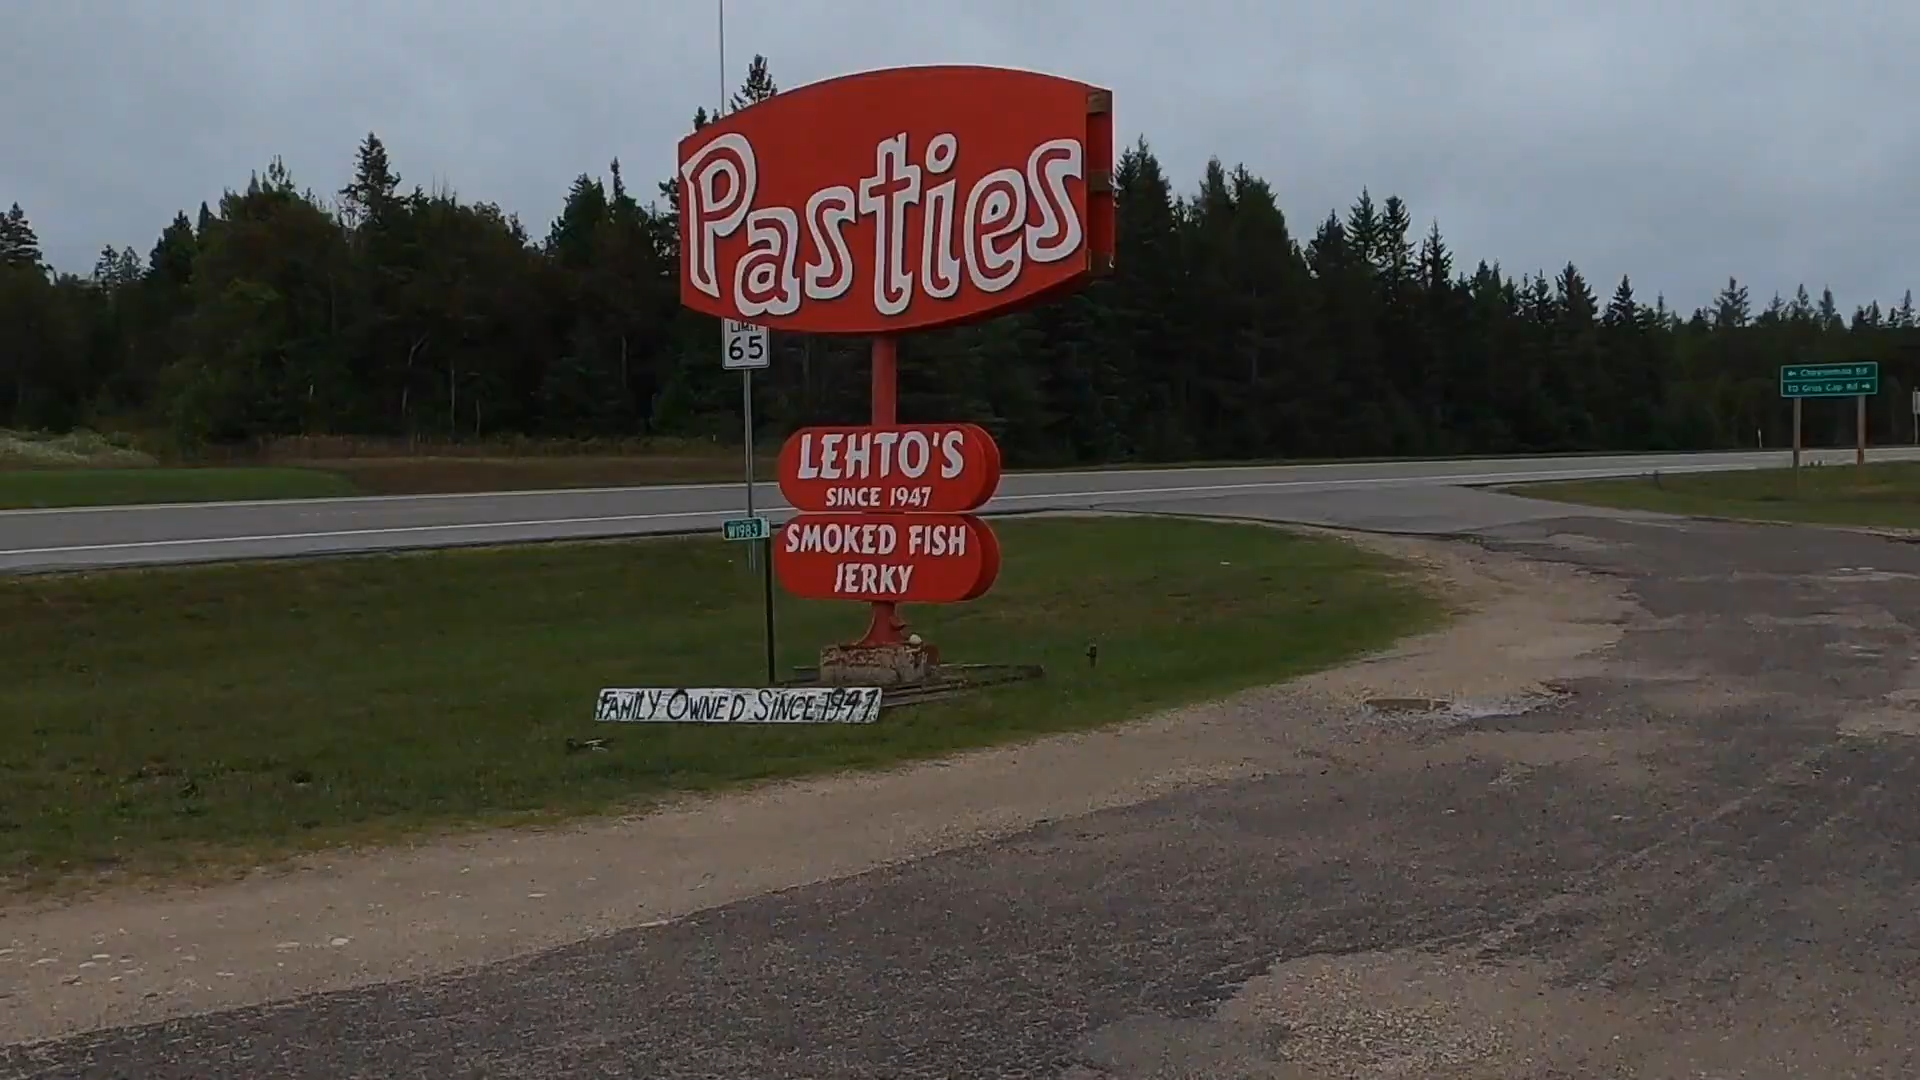 Pasties
LIMIT
65
LEHTO'S
SINCE 1947
W1983
SMOKED FISH
JERKY
FAMILY OWNED SINCE 1947
Gros Cap Rd